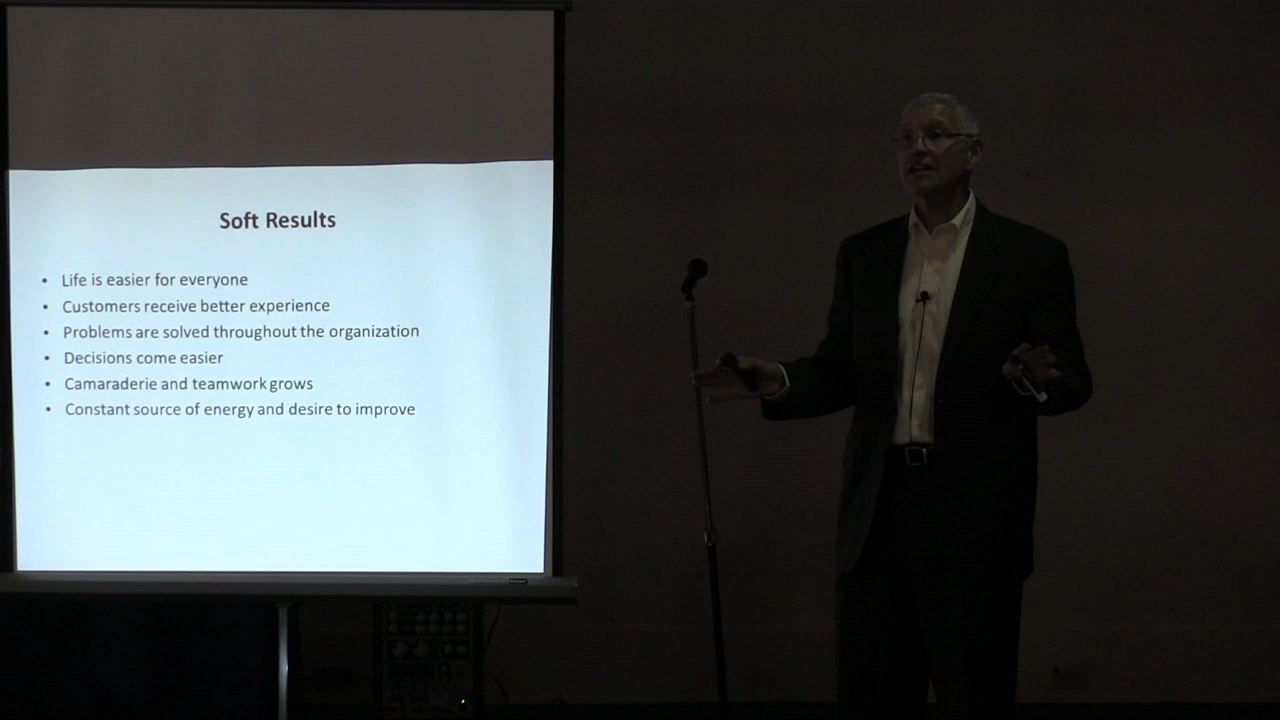 Soft Results
• Life is easier for everyone
• Customers receive better experience
• Problems are solved throughout the organization
• Decisions come easier
• Camaraderie and teamwork grows
• Constant source of energy and desire to improve